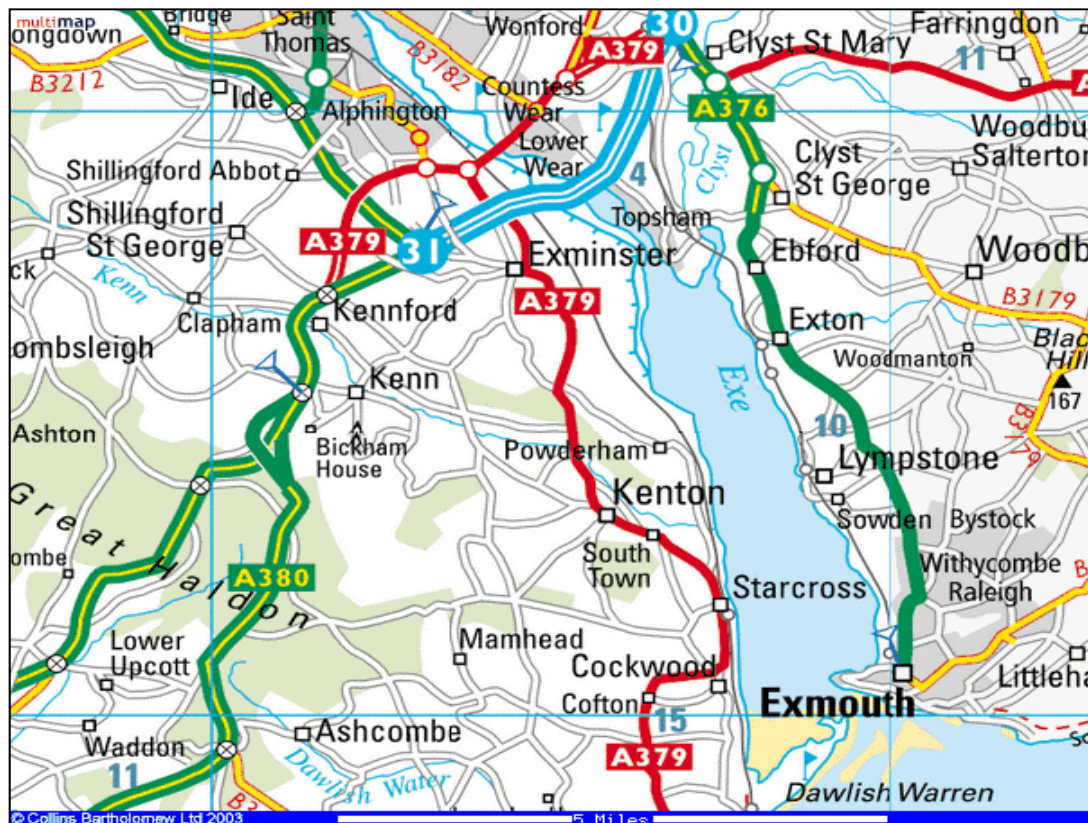 multimap
ongdown
Bridge
Saint
Thomas
Wonford
30
Farringdon
A379
Clyst St Mary
11
B3212
B3182
Ide
Alphington
Countess
Wear
A376
Lower
Wear
Woodbu
Salterto
Shillingford Abbot
4
Clyst
Clyst
St George
Shillingford
St George
Topsham
A379
31
Exminster
Ebford
Woodb
ck
Kenn
A379
B3179
Clapham
Kennford
Exton
Blac
Hill
ombsleigh
Woodmanton
Exe
167
Kenn
B3179
Ashton
Bickham
House
Powderham
10
Lympstone
Great Haldon
Kenton
Sowden
Bystock
ombe
South
Town
Withycombe
Raleigh
B
A380
Starcross
Lower
Upcott
Mamhead
Cockwood
Littleha
Cofton
Exmouth
15
Waddon
Ashcombe
A379
11
Dawlish Water
Dawlish Warren
B3
© Collins Bartholomew Ltd 2003
5 Miles